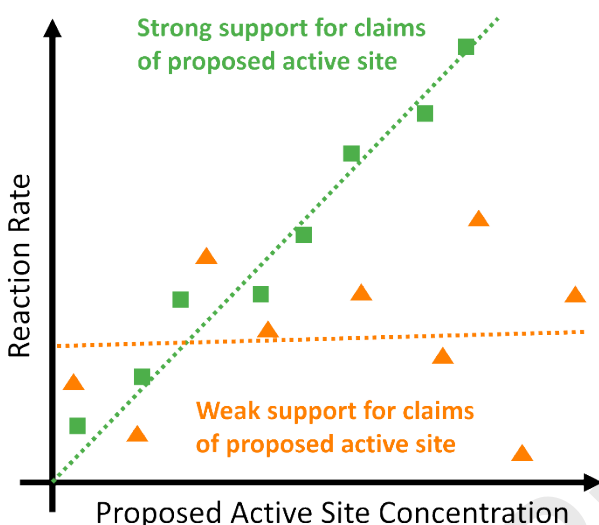 Strong support for claims
of proposed active site
Reaction Rate
Weak support for claims
of proposed active site
Proposed Active Site Concentration